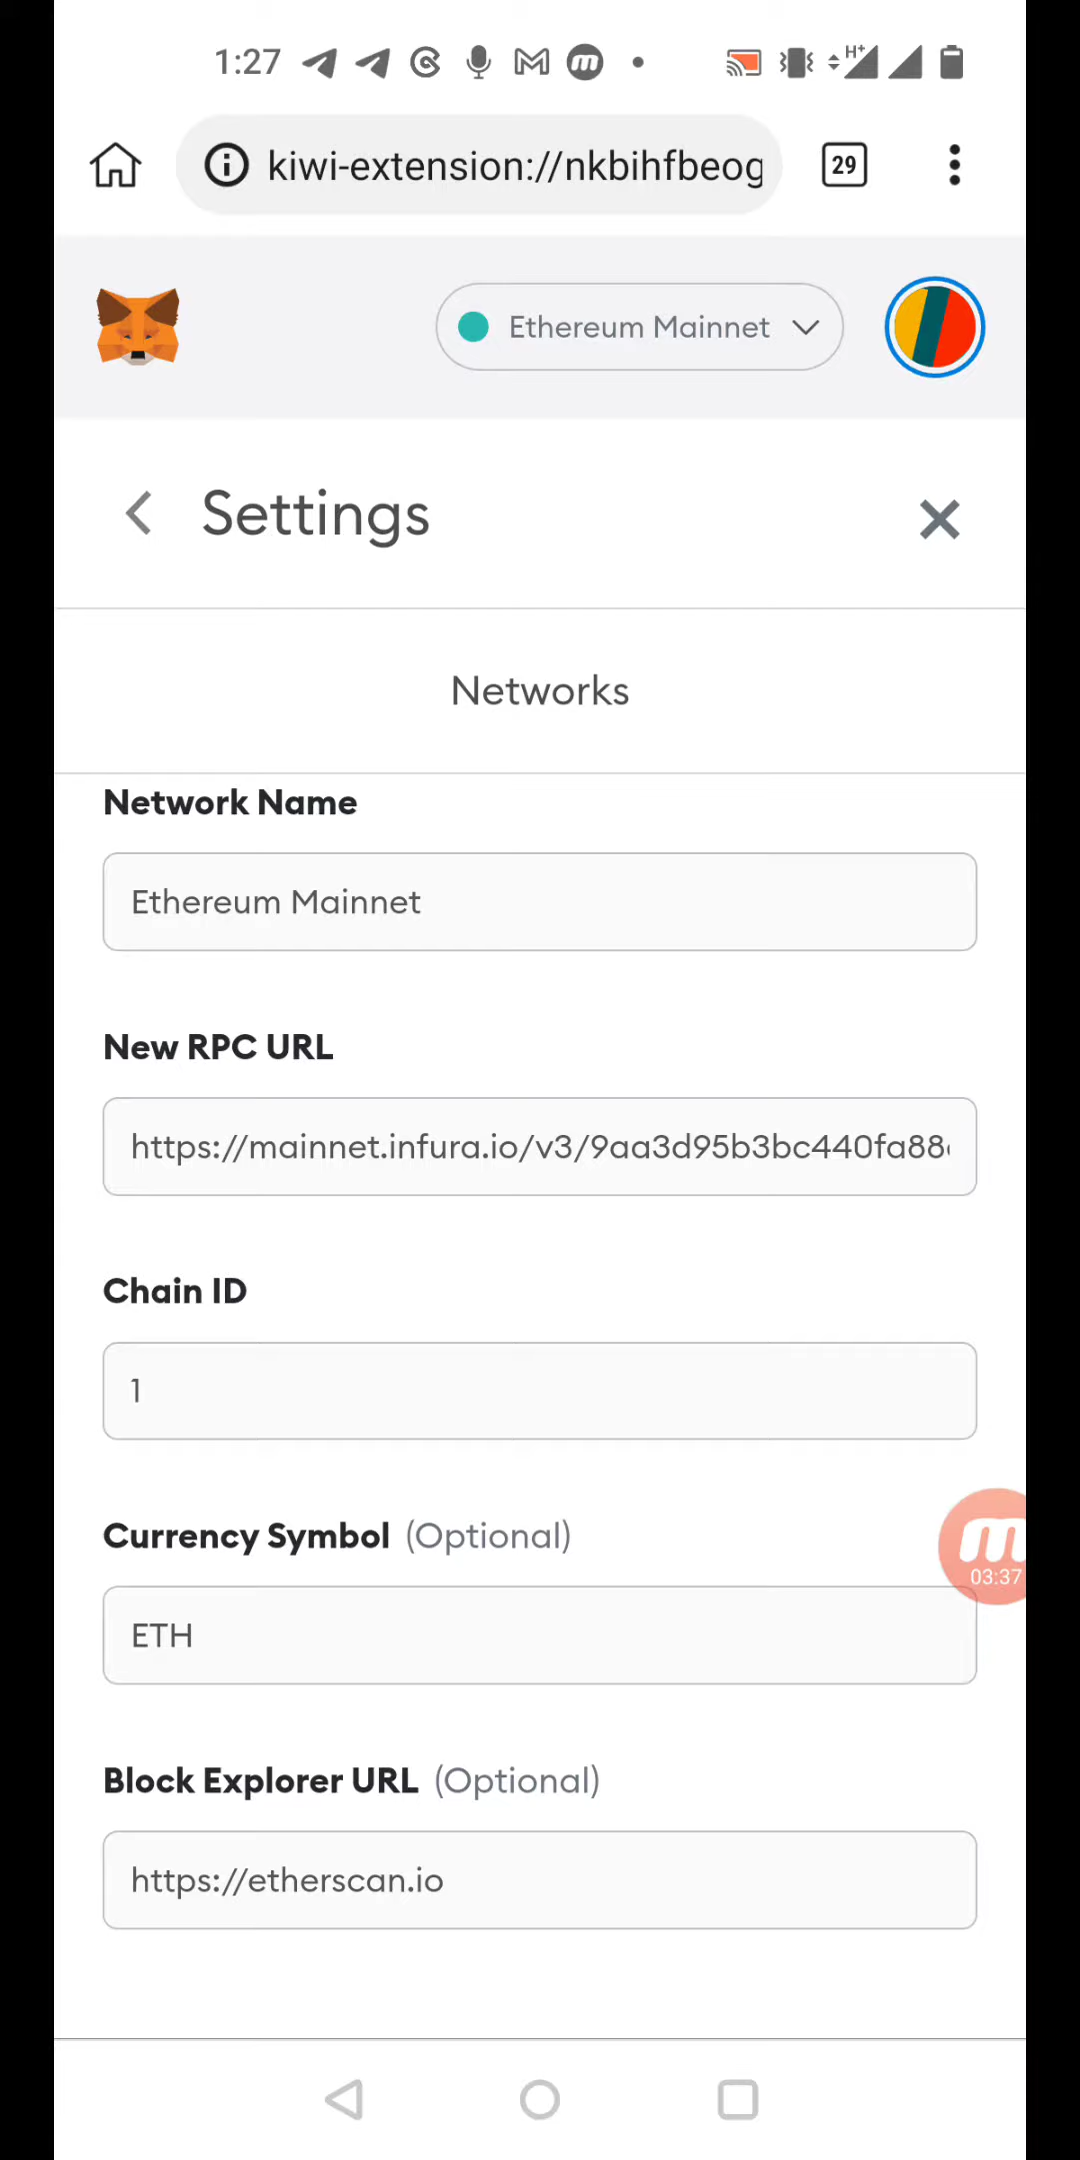 1:27
H+
kiwi-extension://nkbihfbeog
29
Ethereum Mainnet
Settings
Networks
Network Name
Ethereum Mainnet
New RPC URL
https://mainnet.infura.io/v3/9aa3d95b3bc440fa88
Chain ID
1
Currency Symbol (Optional)
03:37
ETH
Block Explorer URL (Optional)
https://etherscan.io